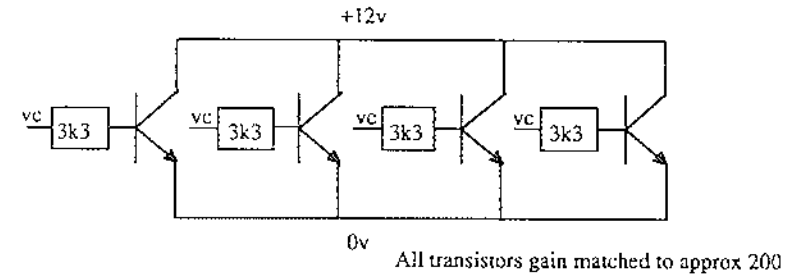 +12v
vc 3k3 vc 3k3 vc 3k3 vc 3k3
0v
All transistors gain matched to approx 200